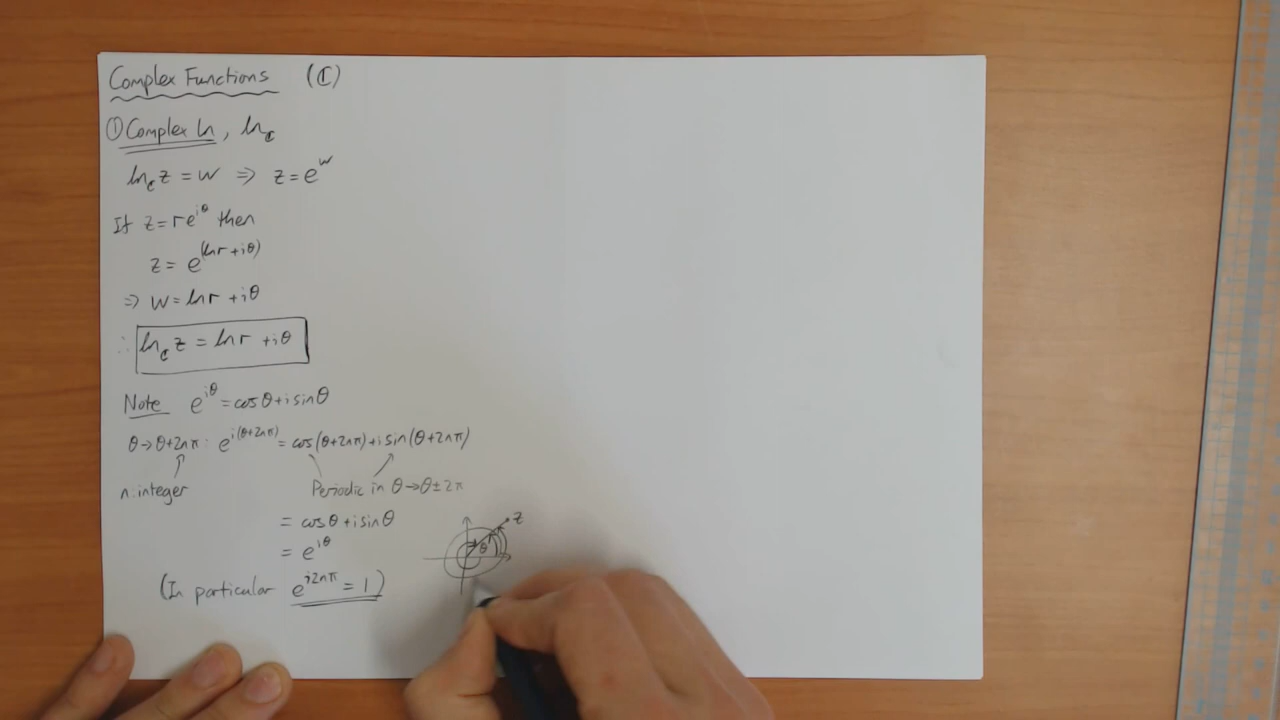 Complex Functions (ℂ)
① Complex ln, ln_ℂ
ln_ℂ z = w ⇒ z = e^w
If z = re^{iθ} then
z = e^{(ln r + iθ)}
⇒ w = ln r + iθ
∴ ln_ℂ z = ln r + iθ
Note e^{iθ} = cos θ + i sin θ
θ → θ+2nπ : e^{i(θ+2nπ)} = cos(θ+2nπ) + i sin(θ+2nπ)
n: integer Periodic in θ → θ ± 2π
= cos θ + i sin θ
z
= e^{iθ}
θ
(In particular e^{i2nπ} = 1)